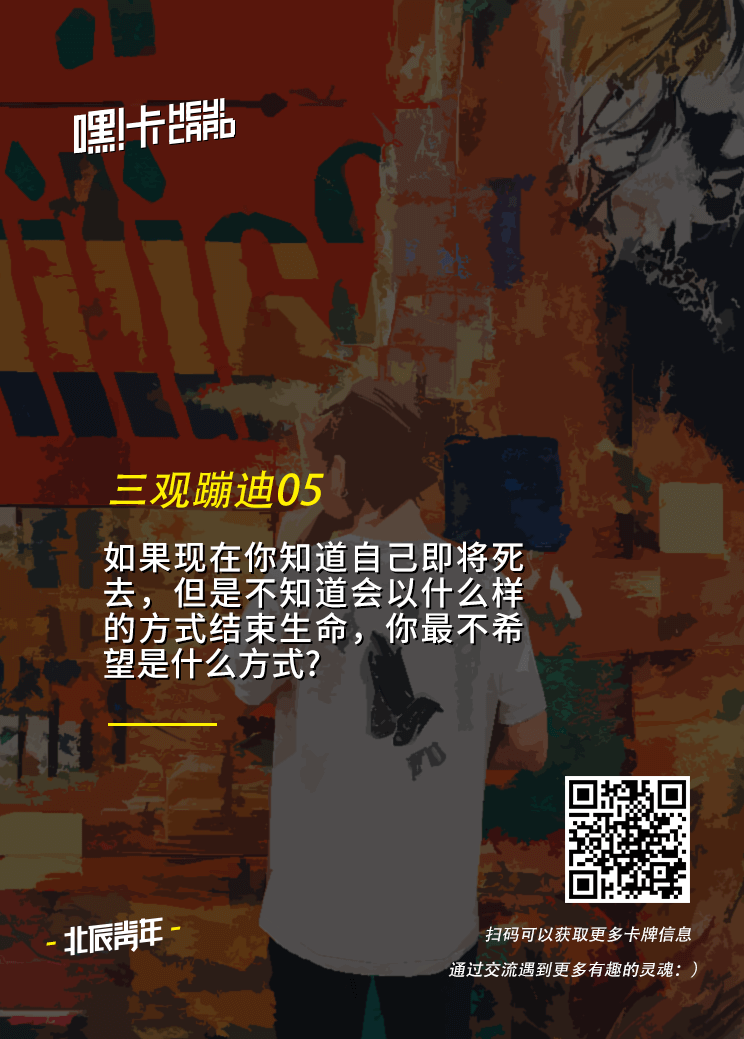 嘿!卡 HEY! CARD
三观蹦迪05
如果现在你知道自己即将死
去，但是不知道会以什么样
的方式结束生命，你最不希
望是什么方式?
FU
- 北辰青年 -
扫码可以获取更多卡牌信息
通过交流遇到更多有趣的灵魂：）